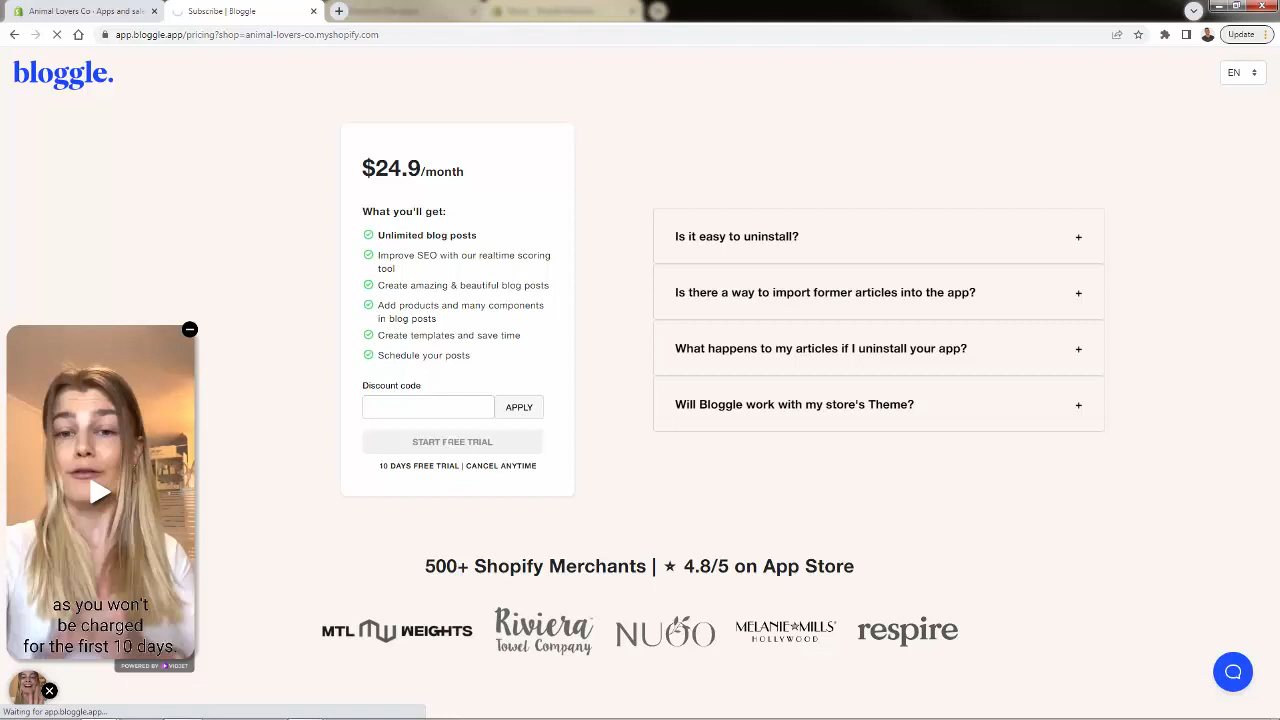 Animal Lovers Co · Apps and sal
Subscribe | Bloggle
Update
app.bloggle.app/pricing?shop=animal-lovers-co.myshopify.com
bloggle.
EN
$24.9/month
What you'll get:
Unlimited blog posts
Improve SEO with our realtime scoring
tool
Create amazing & beautiful blog posts
Add products and many components
in blog posts
Create templates and save time
Schedule your posts
Discount code
APPLY
START FREE TRIAL
10 DAYS FREE TRIAL | CANCEL ANYTIME
Is it easy to uninstall?
Is there a way to import former articles into the app?
What happens to my articles if I uninstall your app?
Will Bloggle work with my store's Theme?
as you won't
be charged
for the first 10 days.
POWERED BY VIDJET
500+ Shopify Merchants | ★ 4.8/5 on App Store
MTL WEIGHTS
Riviera
Towel Company
NUGO
MELANIE MILLS
HOLLYWOOD
respire
Waiting for app.bloggle.app...